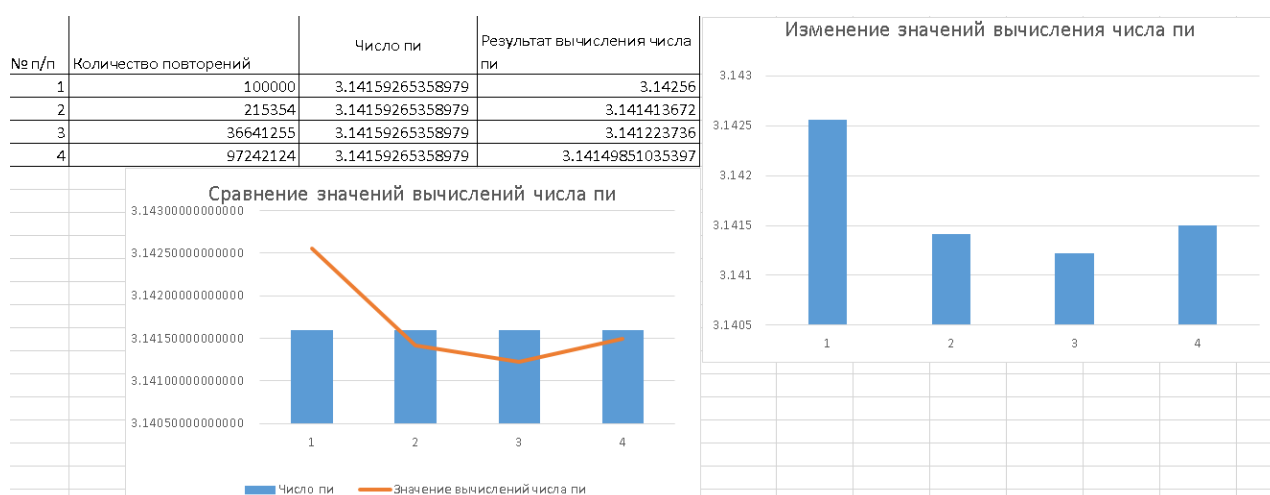 № п/п Количество повторений Число пи Результат вычисления числа пи
1 100000 3.14159265358979 3.14256
2 215354 3.14159265358979 3.141413672
3 36641255 3.14159265358979 3.141223736
4 97242124 3.14159265358979 3.14149851035397
Сравнение значений вычислений числа пи
3.14300000000000
3.14250000000000
3.14200000000000
3.14150000000000
3.14100000000000
3.14050000000000
1 2 3 4
Число пи Значение вычислений числа пи
Изменение значений вычисления числа пи
3.143
3.1425
3.142
3.1415
3.141
3.1405
1 2 3 4